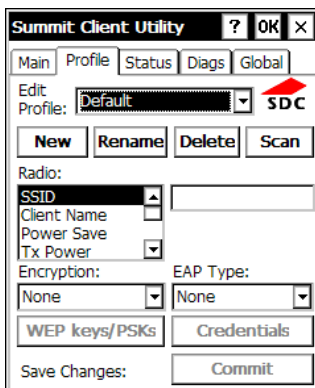 Summit Client Utility ? OK ×
Main Profile Status Diags Global
Edit
Profile: Default
SDC
New Rename Delete Scan
Radio:
SSID
Client Name
Power Save
Tx Power
Encryption: EAP Type:
None None
WEP keys/PSKs Credentials
Save Changes: Commit